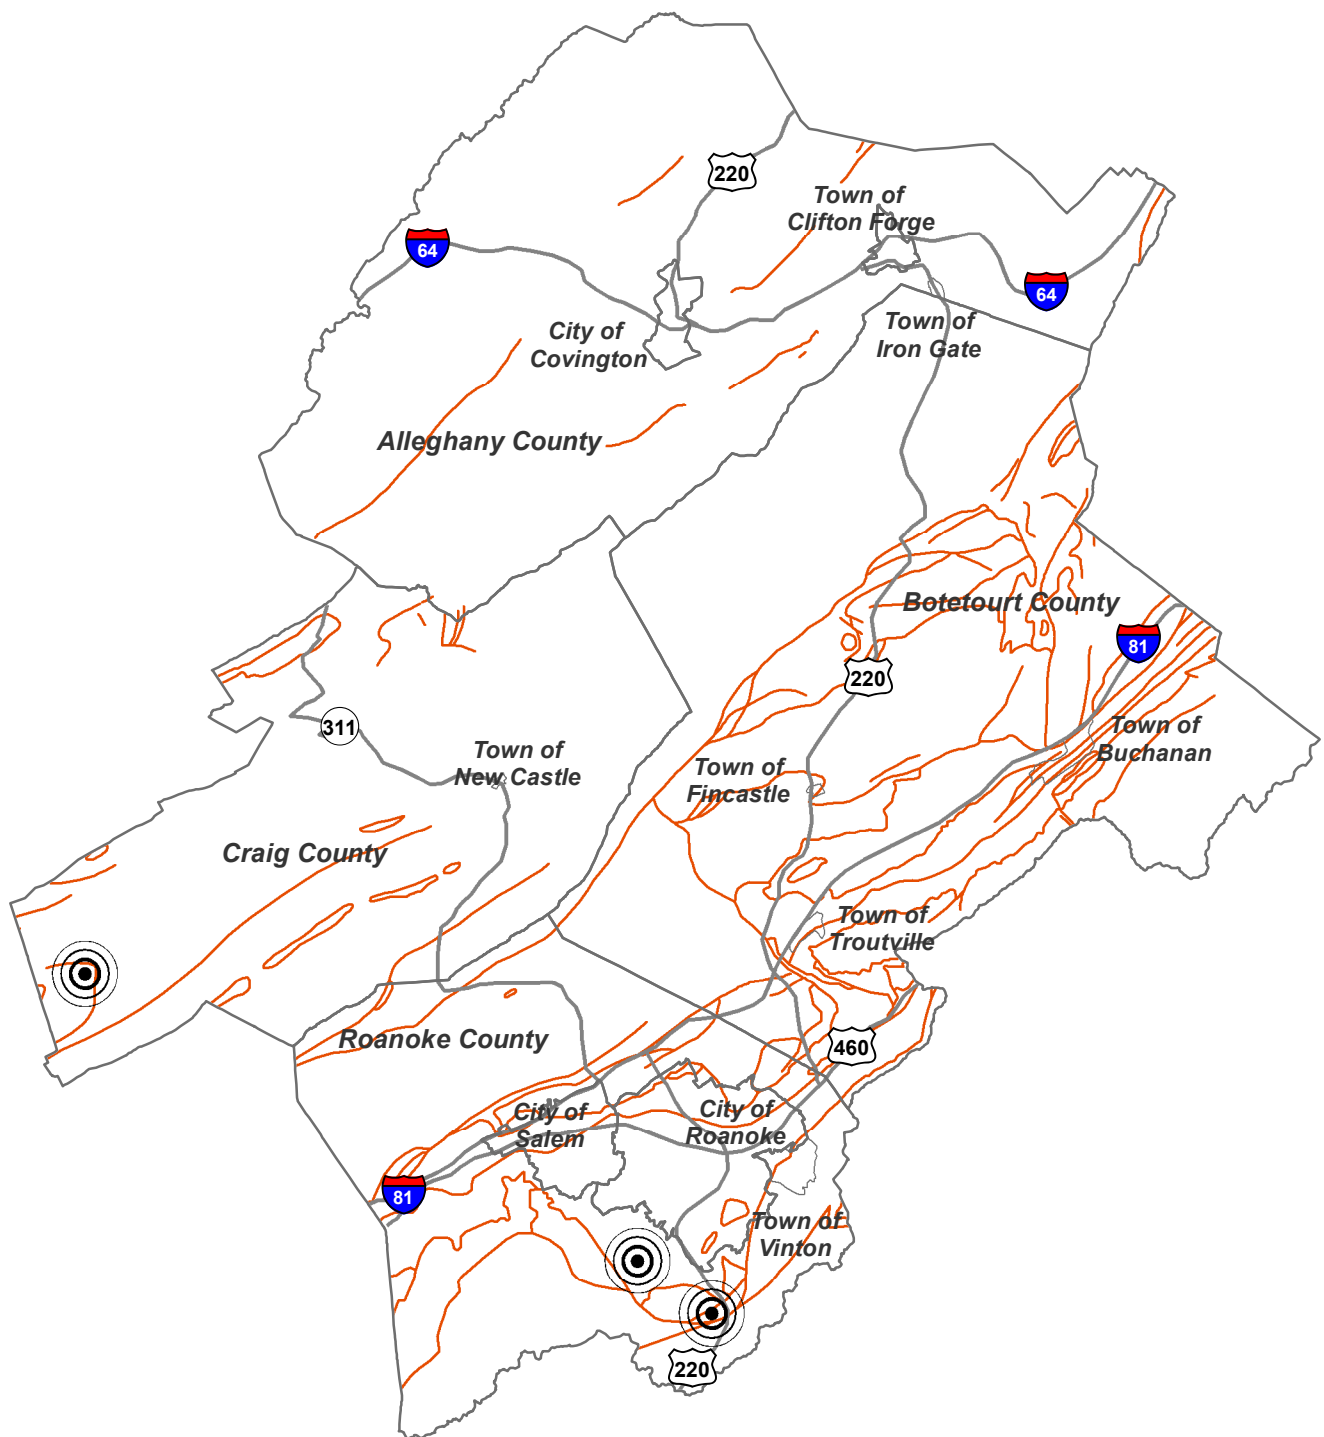 220
Town of
Clifton Forge
64
64
Town of
Iron Gate
City of
Covington
Alleghany County
Botetourt County
81
220
311
Town of
Buchanan
Town of
New Castle
Town of
Fincastle
Craig County
Town of
Troutville
Roanoke County
460
City of
Salem
City of
Roanoke
81
Town of
Vinton
220